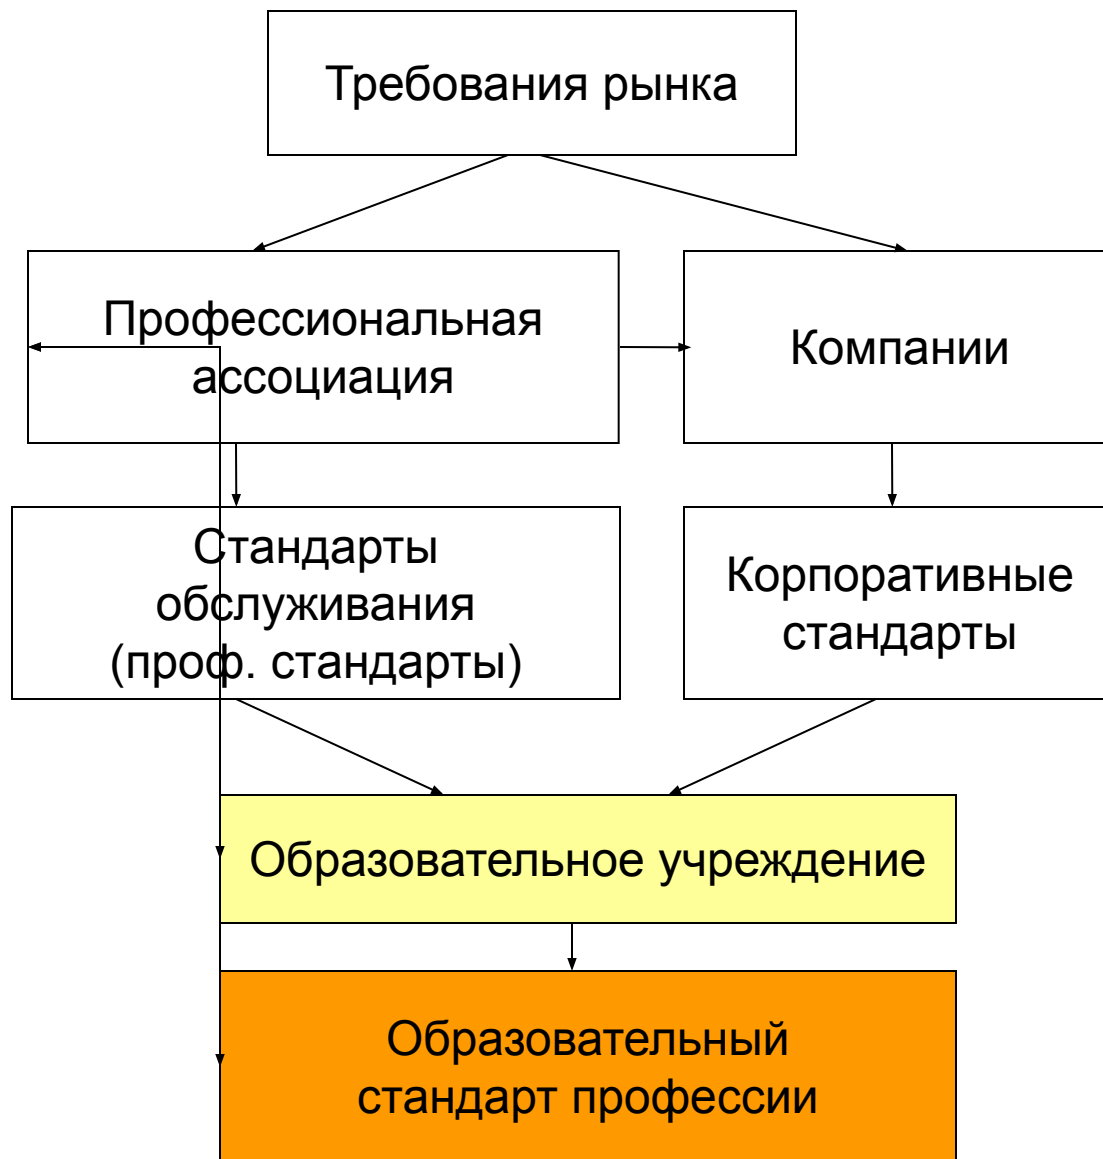 Требования рынка
Профессиональная
ассоциация
Компании
Стандарты
обслуживания
(проф. стандарты)
Корпоративные
стандарты
Образовательное учреждение
Образовательный
стандарт профессии